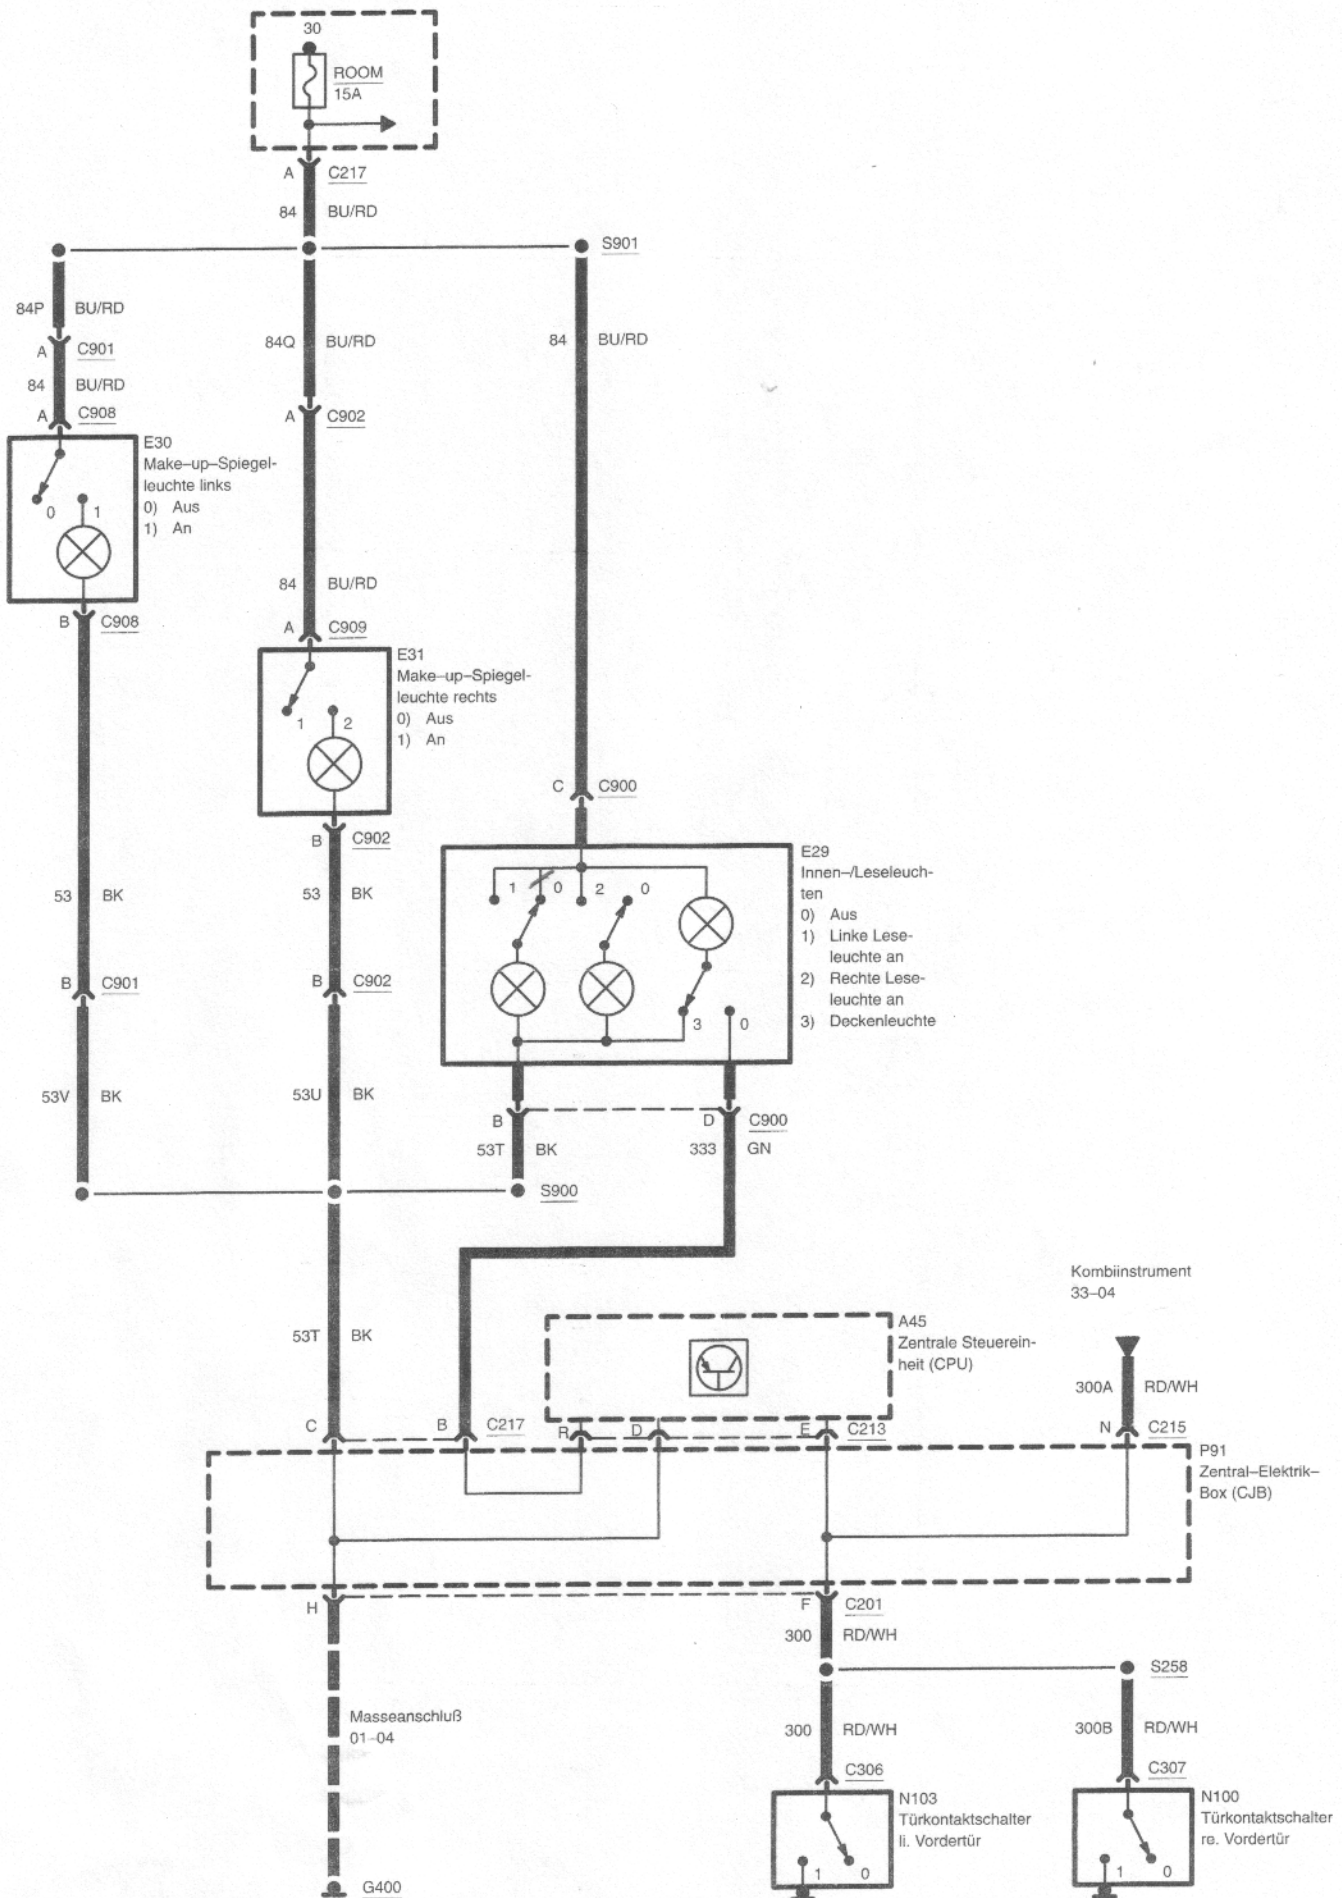 30
ROOM
15A
A C217
84 BU/RD
S901
84P BU/RD
84Q BU/RD
84 BU/RD
A C901
84 BU/RD
A C908
A C902
E30
Make-up-Spiegel-
leuchte links
0) Aus
1) An
0 1
84 BU/RD
B C908
A C909
E31
Make-up-Spiegel-
leuchte rechts
0) Aus
1) An
1 2
C C900
B C902
E29
Innen-/Leseleuch-
ten
0) Aus
1) Linke Lese-
leuchte an
2) Rechte Lese-
leuchte an
3) Deckenleuchte
1 0 2 0
3 0
53 BK
53 BK
B C901
B C902
53V BK
53U BK
B D C900
53T BK
333 GN
S900
Kombiinstrument
33-04
53T BK
A45
Zentrale Steuerein-
heit (CPU)
300A RD/WH
C B C217
R D E C213
N C215
P91
Zentral-Elektrik-
Box (CJB)
H F C201
300 RD/WH
S258
Masseanschluß
01-04
300 RD/WH
300B RD/WH
C306
C307
N103
Türkontaktschalter
li. Vordertür
1 0
N100
Türkontaktschalter
re. Vordertür
1 0
G400